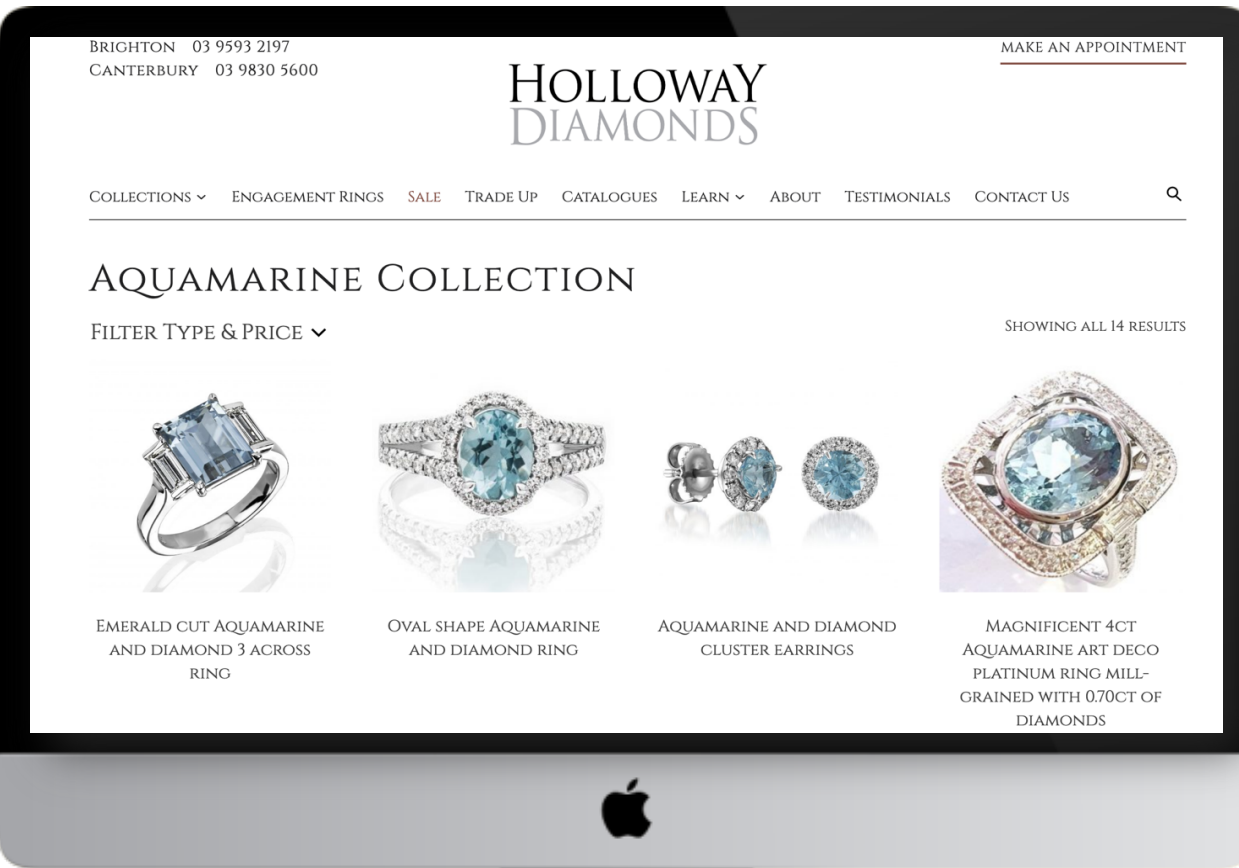 Brighton 03 9593 2197
Canterbury 03 9830 5600
Make an appointment
Holloway
Diamonds
Collections Engagement Rings Sale Trade Up Catalogues Learn About Testimonials Contact Us
Aquamarine Collection
Filter Type & Price
Showing all 14 results
Emerald cut Aquamarine
and diamond 3 across
ring
Oval shape Aquamarine
and diamond ring
Aquamarine and diamond
cluster earrings
Magnificent 4ct
Aquamarine art deco
platinum ring mill-
grained with 0.70ct of
diamonds